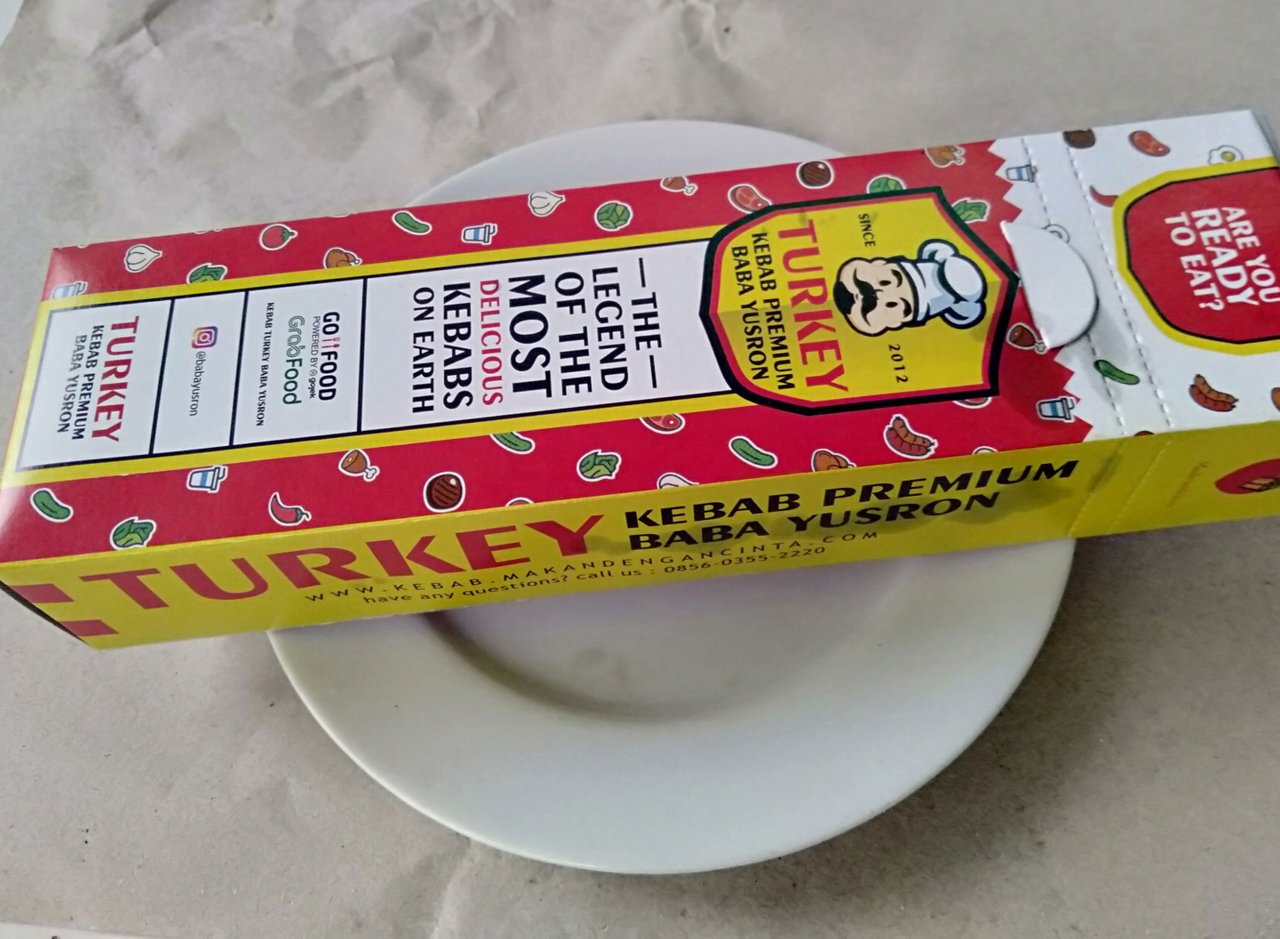 ARE YOU
READY
TO EAT?
SINCE 2012
TURKEY
KEBAB PREMIUM
BABA YUSRON
—THE—
LEGEND
OF THE
MOST
DELICIOUS
KEBABS
ON EARTH
GO FOOD
POWERED BY gojek
GrabFood
KEBAB TURKEY BABA YUSRON
@babayusron
TURKEY
KEBAB PREMIUM
BABA YUSRON
TURKEY
KEBAB PREMIUM
BABA YUSRON
WWW.KEBAB.MAKANDENGANCINTA.COM
have any questions? call us : 0856-0355-2220